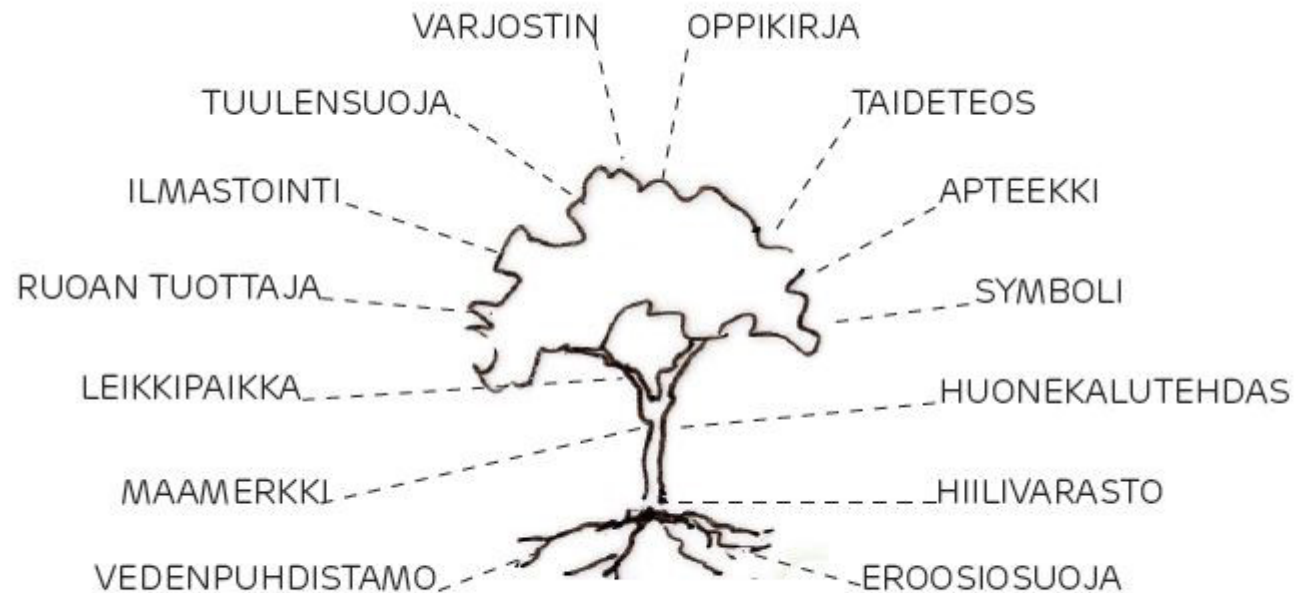 VARJOSTIN OPPIKIRJA
TUULENSUOJA TAIDETEOS
ILMASTOINTI APTEEKKI
RUOAN TUOTTAJA SYMBOLI
LEIKKIPAIKKA HUONEKALUTEHDAS
MAAMERKKI HIILIVARASTO
VEDENPUHDISTAMO EROOSIOSUOJA